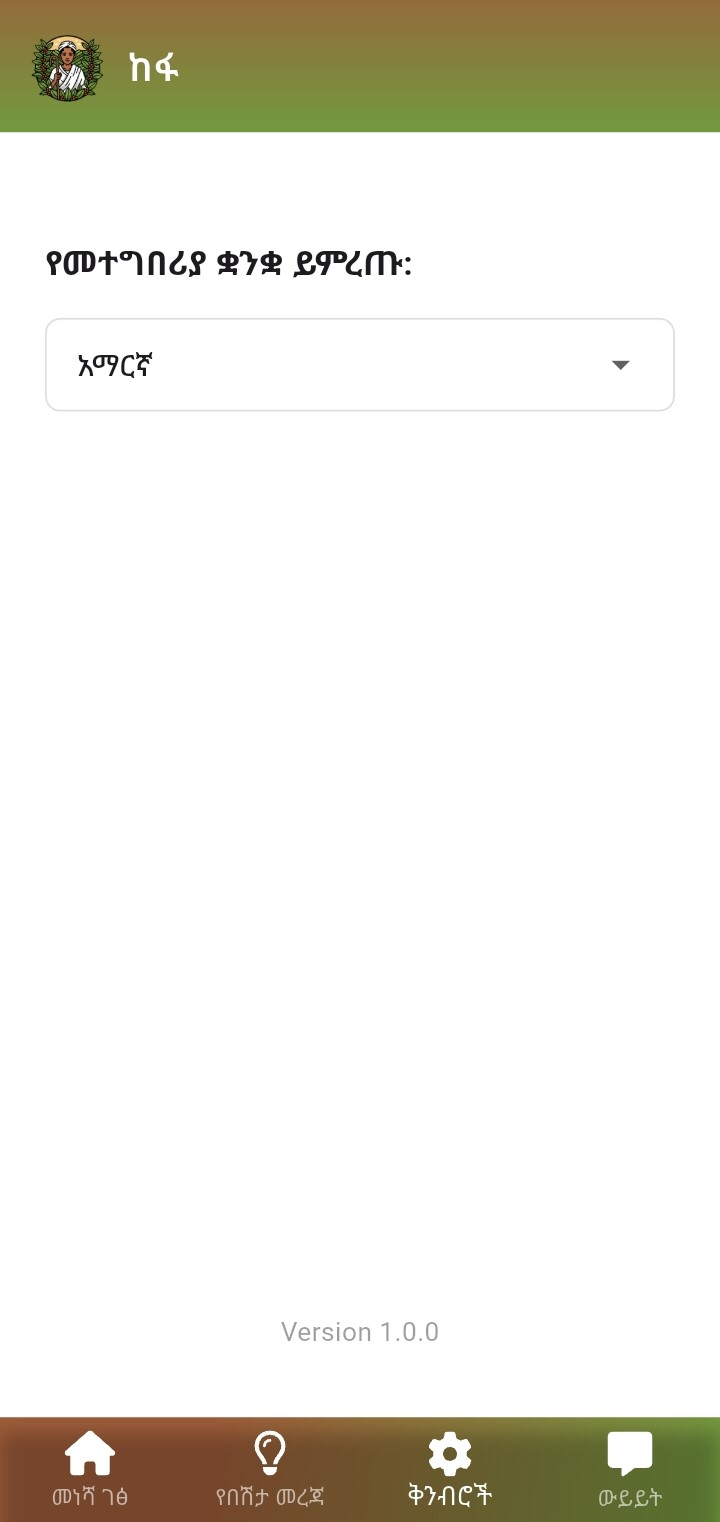 ከፋ
የመተግበሪያ ቋንቋ ይምረጡ:
አማርኛ
Version 1.0.0
መነሻ ገፅ
የበሽታ መረጃ
ቅንብሮች
ውይይት